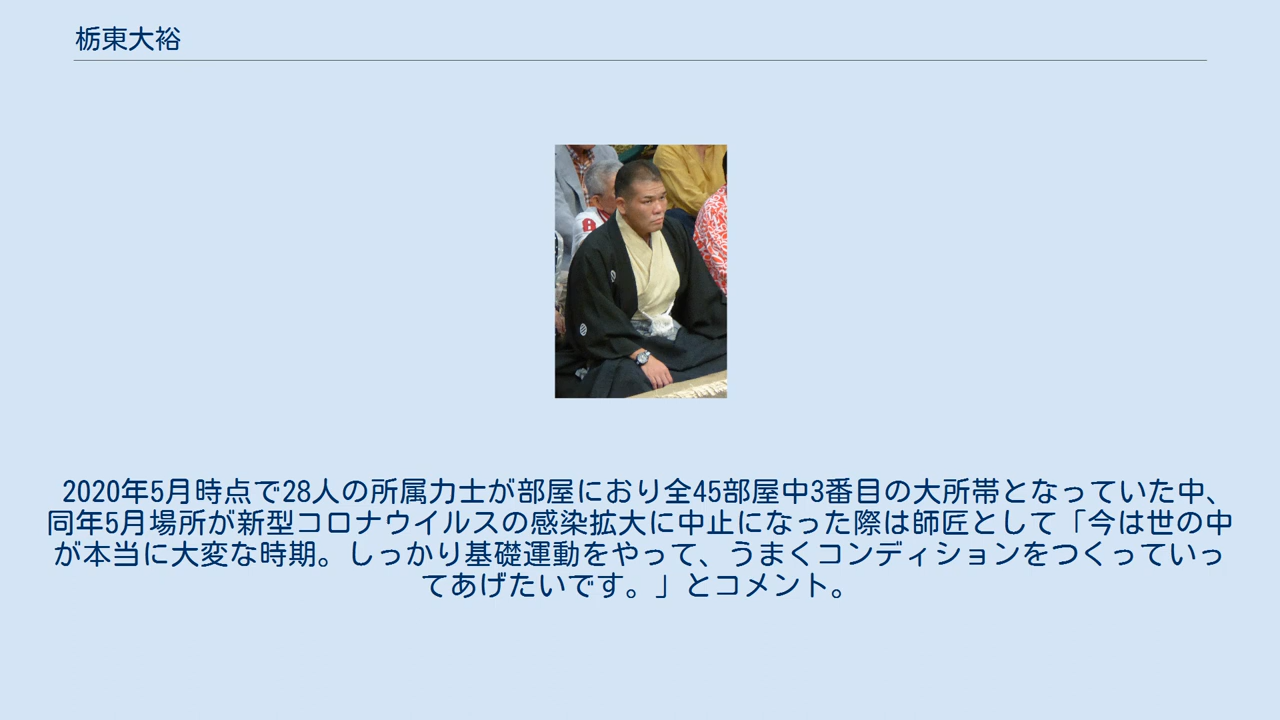 栃東大裕
2020年5月時点で28人の所属力士が部屋におり全45部屋中3番目の大所帯となっていた中、
同年5月場所が新型コロナウイルスの感染拡大に中止になった際は師匠として「今は世の中
が本当に大変な時期。しっかり基礎運動をやって、うまくコンディションをつくっていっ
てあげたいです。」とコメント。